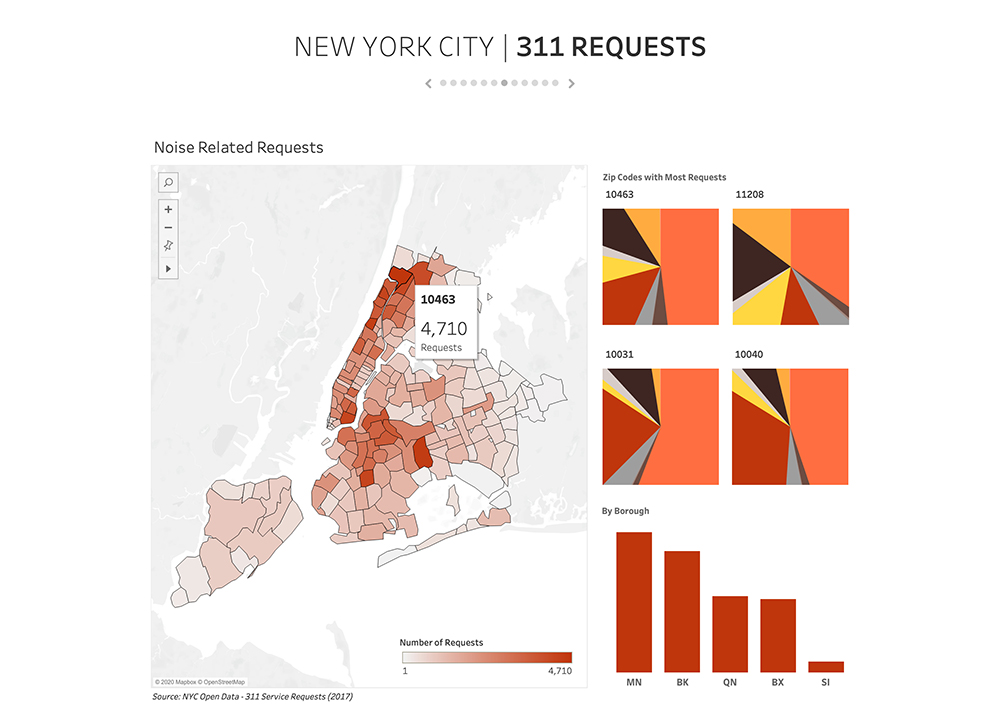 NEW YORK CITY | 311 REQUESTS
Noise Related Requests
10463
4,710
Requests
Number of Requests
1 4,710
© 2020 Mapbox © OpenStreetMap
Source: NYC Open Data - 311 Service Requests (2017)
Zip Codes with Most Requests
10463 11208
10031 10040
By Borough
MN BK QN BX SI